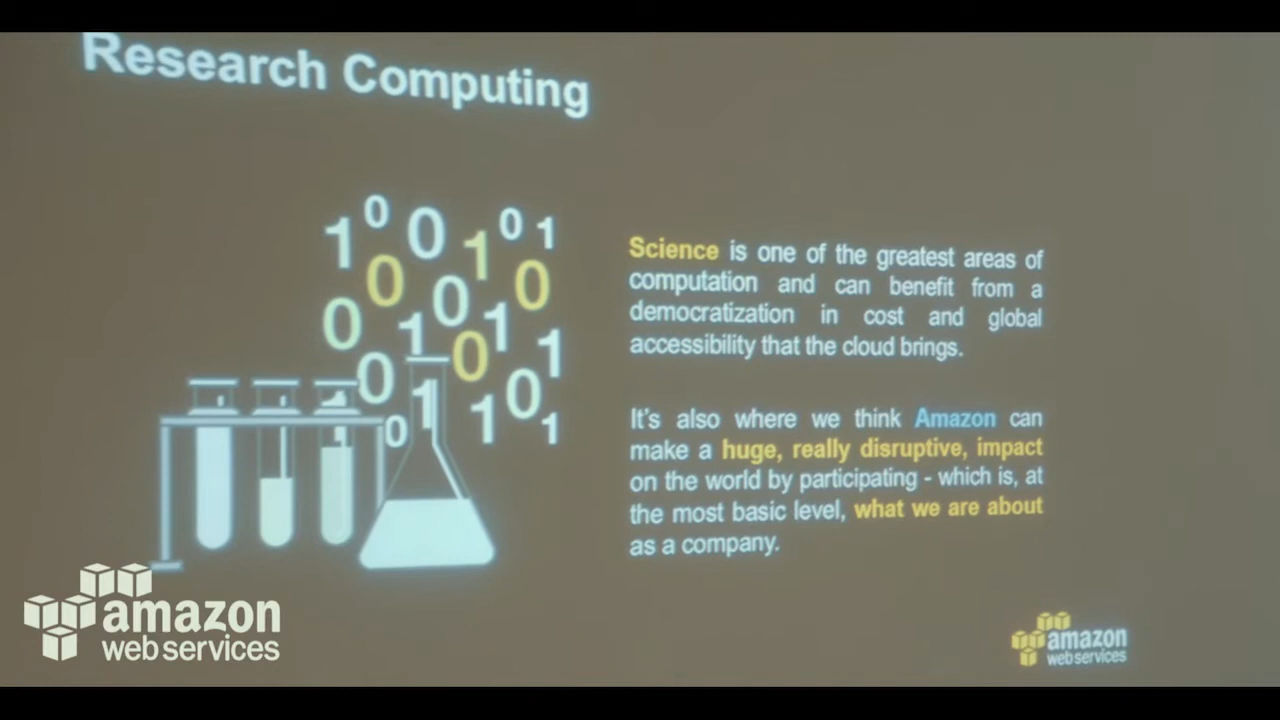 Research Computing
1 0 0 1 0 1
0 0 0
0 1 1
0 0 1
0 1 1 0 1
Science is one of the greatest areas of
computation and can benefit from a
democratization in cost and global
accessibility that the cloud brings.
It's also where we think Amazon can
make a huge, really disruptive, impact
on the world by participating - which is, at
the most basic level, what we are about
as a company.
amazon
web services
amazon
web services